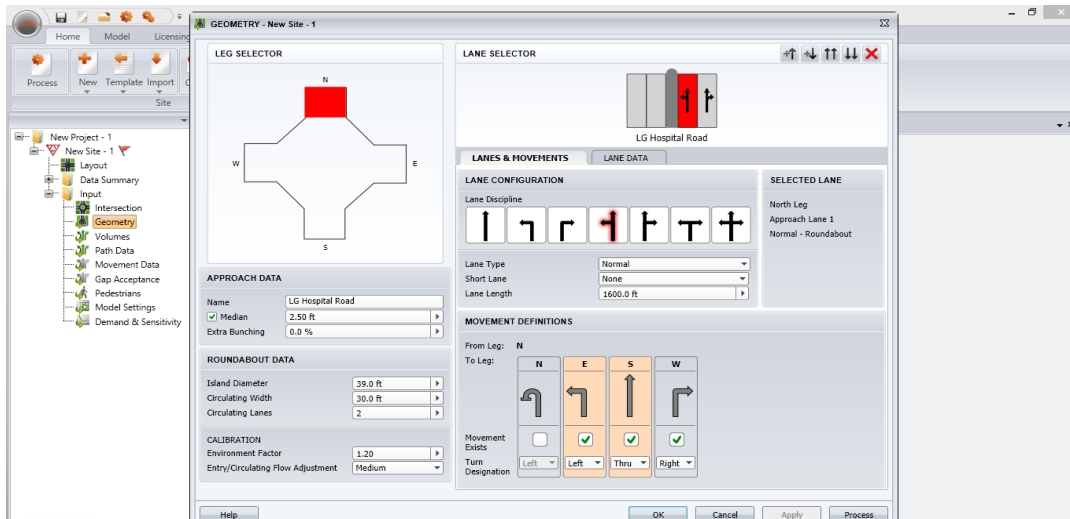 GEOMETRY - New Site - 1
Home Model Licensing
Process New Template Import
Site
New Project - 1
New Site - 1
Layout
Data Summary
Input
Intersection
Geometry
Volumes
Path Data
Movement Data
Gap Acceptance
Pedestrians
Model Settings
Demand & Sensitivity
LEG SELECTOR
N
W
E
S
APPROACH DATA
Name LG Hospital Road
Median 2.50 ft
Extra Bunching 0.0 %
ROUNDABOUT DATA
Island Diameter 39.0 ft
Circulating Width 30.0 ft
Circulating Lanes 2
CALIBRATION
Environment Factor 1.20
Entry/Circulating Flow Adjustment Medium
LANE SELECTOR
LG Hospital Road
LANES & MOVEMENTS LANE DATA
LANE CONFIGURATION
Lane Discipline
Lane Type Normal
Short Lane None
Lane Length 1600.0 ft
SELECTED LANE
North Leg
Approach Lane 1
Normal - Roundabout
MOVEMENT DEFINITIONS
From Leg: N
To Leg: N E S W
Movement
Exists
Turn Left Left Thru Right
Designation
Help OK Cancel Apply Process